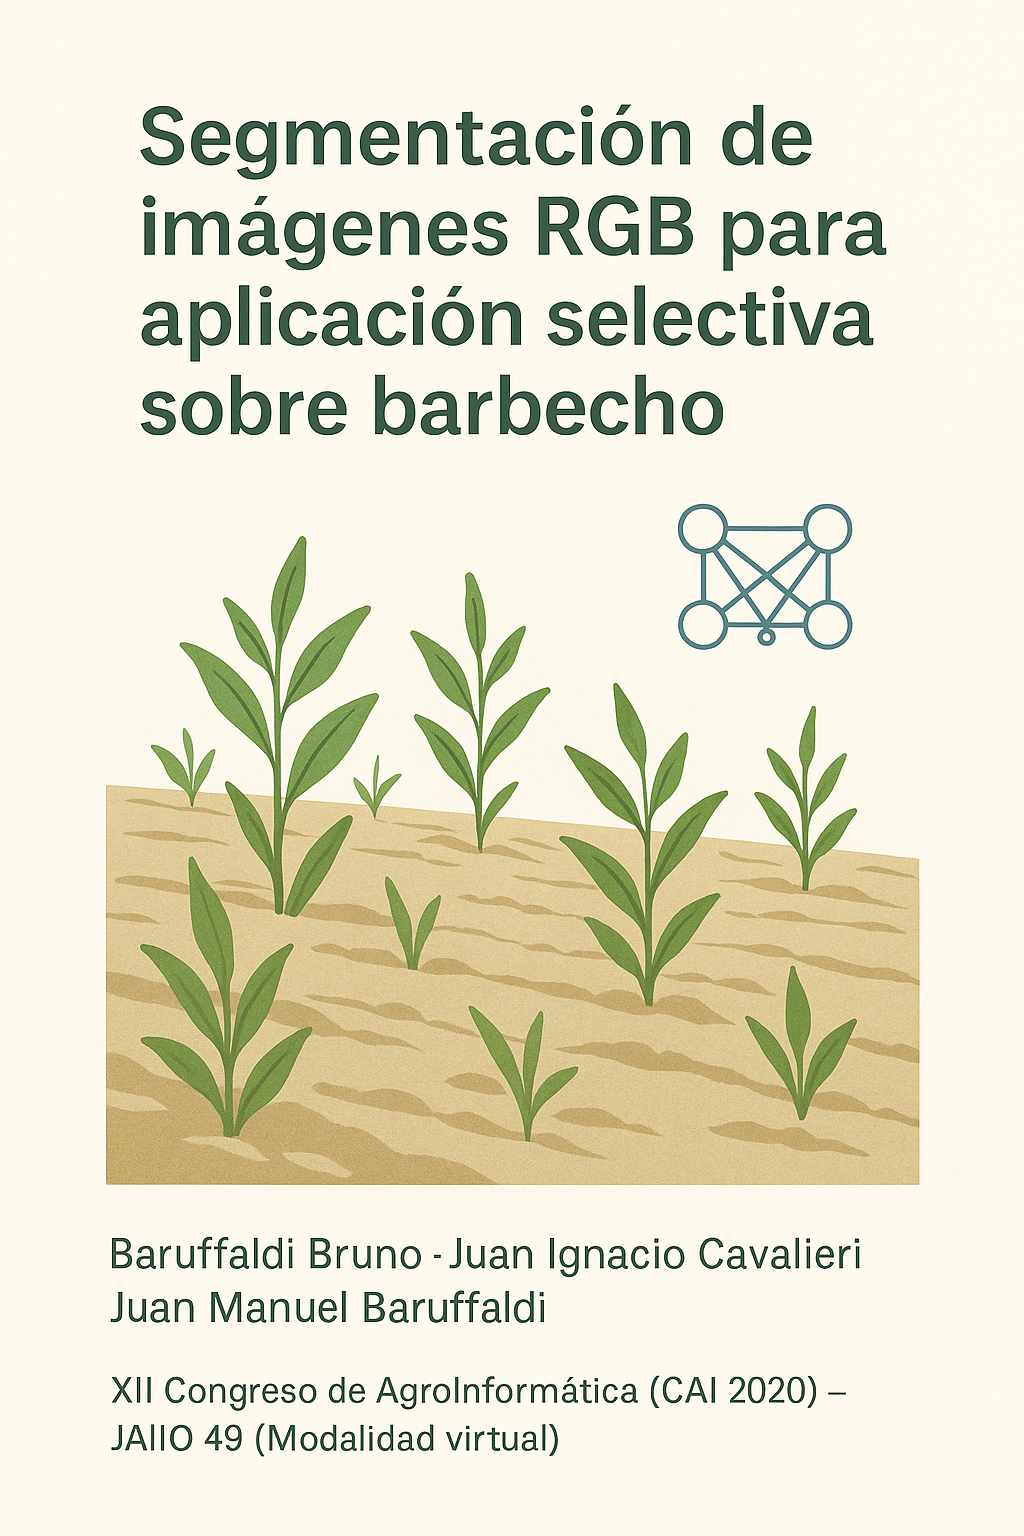 Segmentación de
imágenes RGB para
aplicación selectiva
sobre barbecho
Baruffaldi Bruno - Juan Ignacio Cavalieri
Juan Manuel Baruffaldi
XII Congreso de AgroInformática (CAI 2020) –
JAIIO 49 (Modalidad virtual)